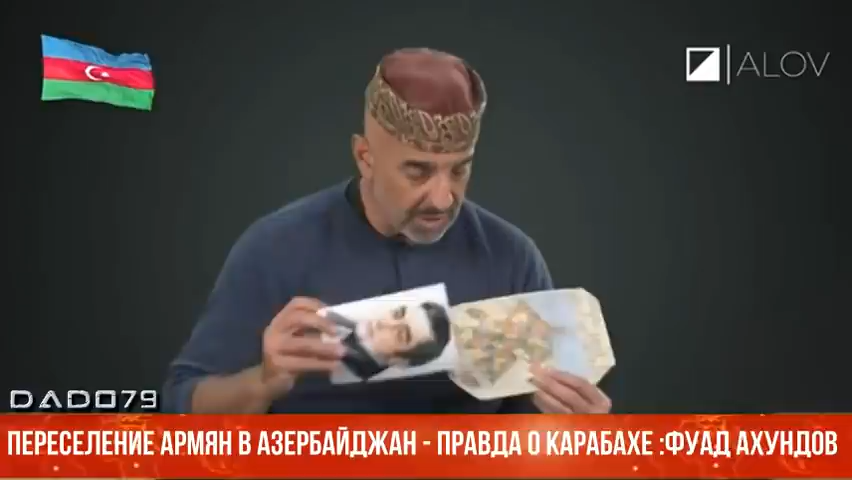 ALOV
DADO79
ПЕРЕСЕЛЕНИЕ АРМЯН В АЗЕРБАЙДЖАН - ПРАВДА О КАРАБАХЕ :ФУАД АХУНДОВ